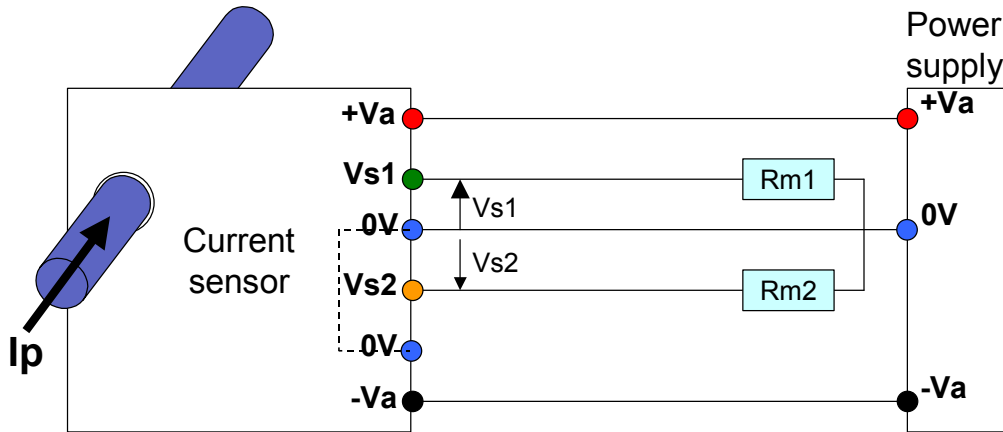 Power
supply
+Va
+Va
Vs1
Rm1
Vs1
0V
0V
Current
sensor
Vs2
Vs2
Rm2
Ip
0V
-Va
-Va